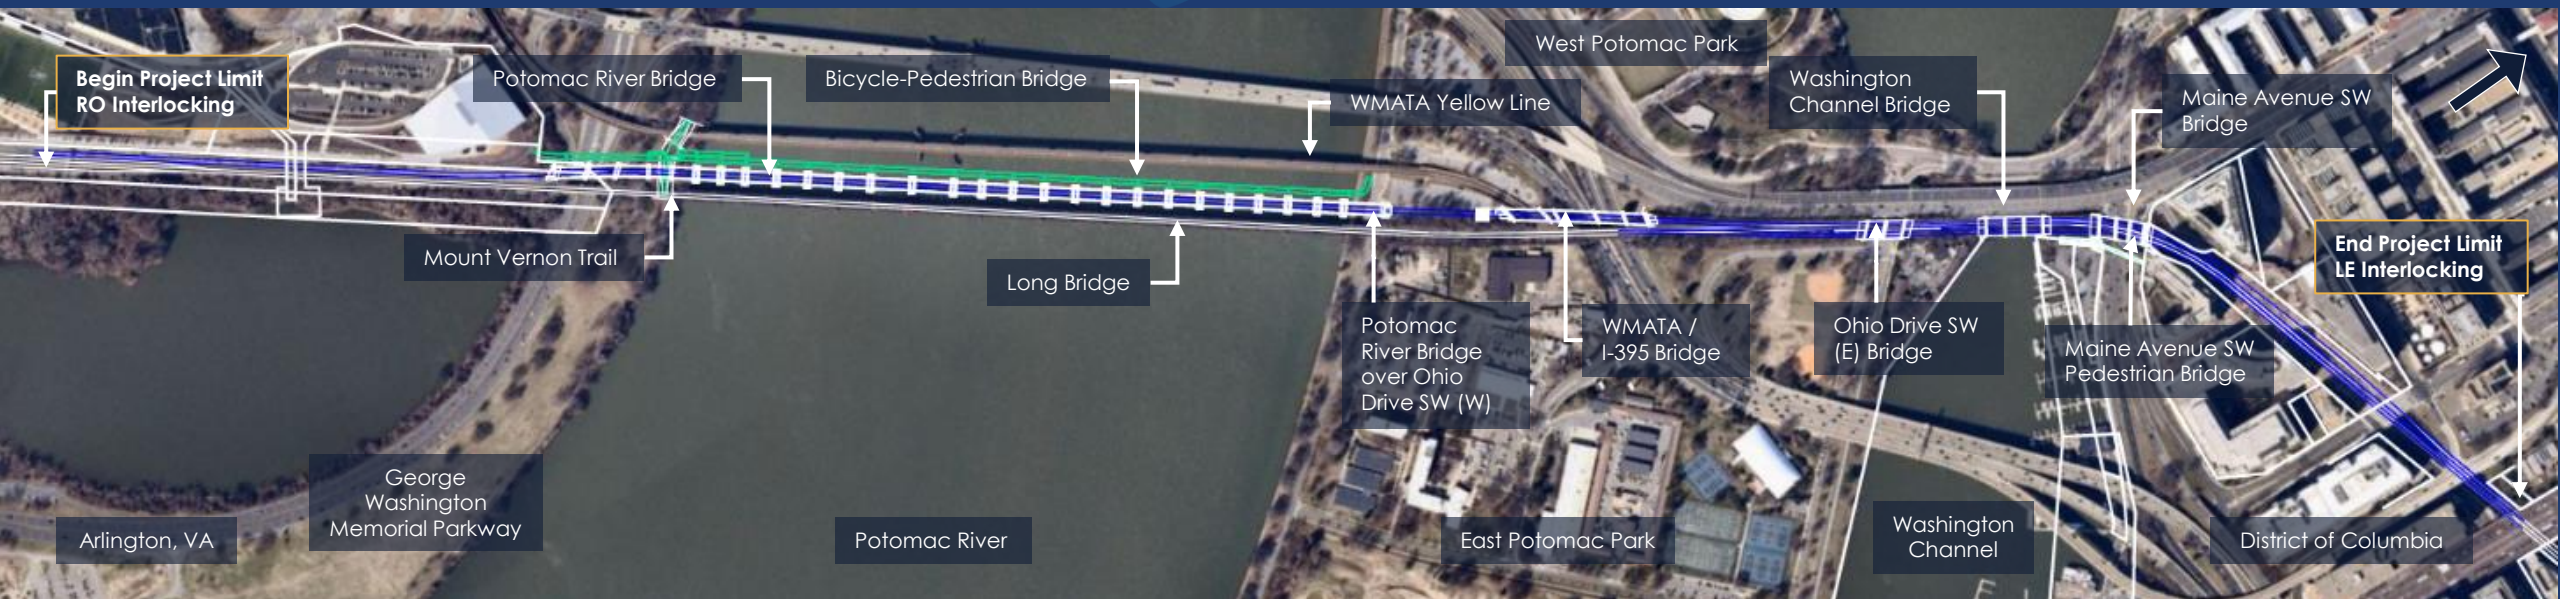 West Potomac Park
Begin Project Limit
RO Interlocking
Potomac River Bridge
Bicycle-Pedestrian Bridge
WMATA Yellow Line
Washington
Channel Bridge
Maine Avenue SW
Bridge
Mount Vernon Trail
Long Bridge
Potomac
River Bridge
over Ohio
Drive SW (W)
WMATA /
I-395 Bridge
Ohio Drive SW
(E) Bridge
Maine Avenue SW
Pedestrian Bridge
End Project Limit
LE Interlocking
George
Washington
Memorial Parkway
Arlington, VA
Potomac River
East Potomac Park
Washington
Channel
District of Columbia